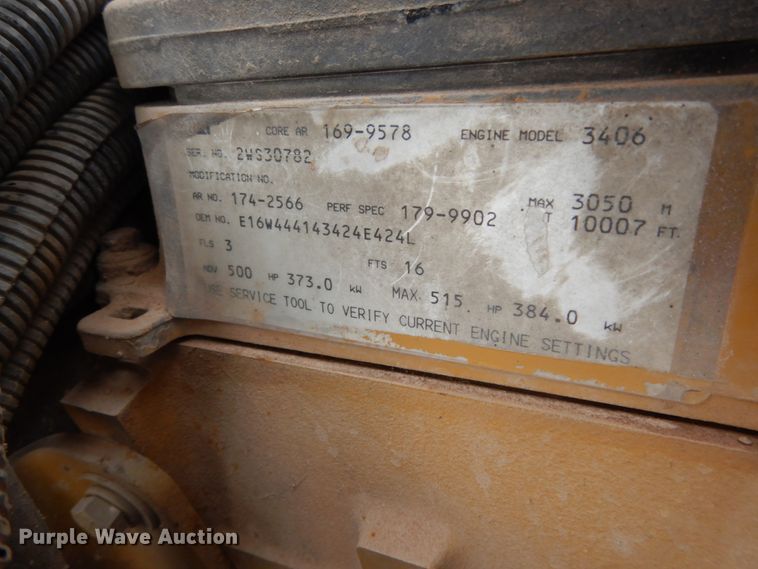 CORE AR 169-9578 ENGINE MODEL 3406
SER. NO. 2WS30782
MODIFICATION NO.
AR NO. 174-2566 PERF SPEC 179-9902 MAX 3050 M
OEM NO. E16W444143424E424L T 10007 FT.
FLS 3 FTS 16
ADV 500 HP 373.0 kW MAX 515. HP 384.0 kW
USE SERVICE TOOL TO VERIFY CURRENT ENGINE SETTINGS
Purple Wave Auction